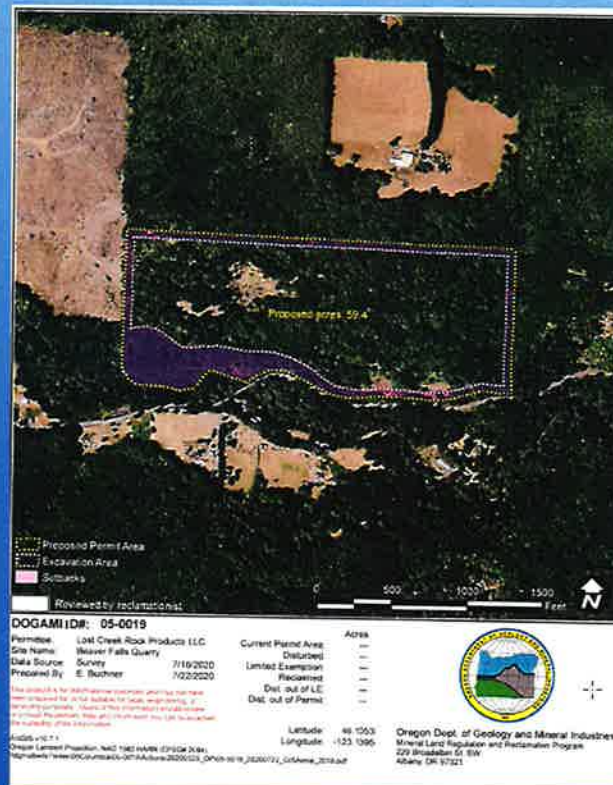 Proposed acres: 59.4
Proposed Permit Area
Excavation Area
Setbacks
Reviewed by reclamationist
0 500 1000 1500
Feet
N
DOGAMI ID#: 05-0019
Permittee: Lost Creek Rock Products LLC
Site Name: Beaver Falls Quarry
Data Source: Survey 7/16/2020
Prepared By: E. Buchner 7/22/2020
Acres
Current Permit Area —
Disturbed —
Limited Exemption —
Reclaimed —
Dist. out of LE —
Dist. out of Permit —
Latitude: 46.1353
Longitude: -123.1395
Oregon Dept. of Geology and Mineral Industries
Mineral Land Regulation and Reclamation Program
229 Broadalbin St. SW
Albany, OR 97321